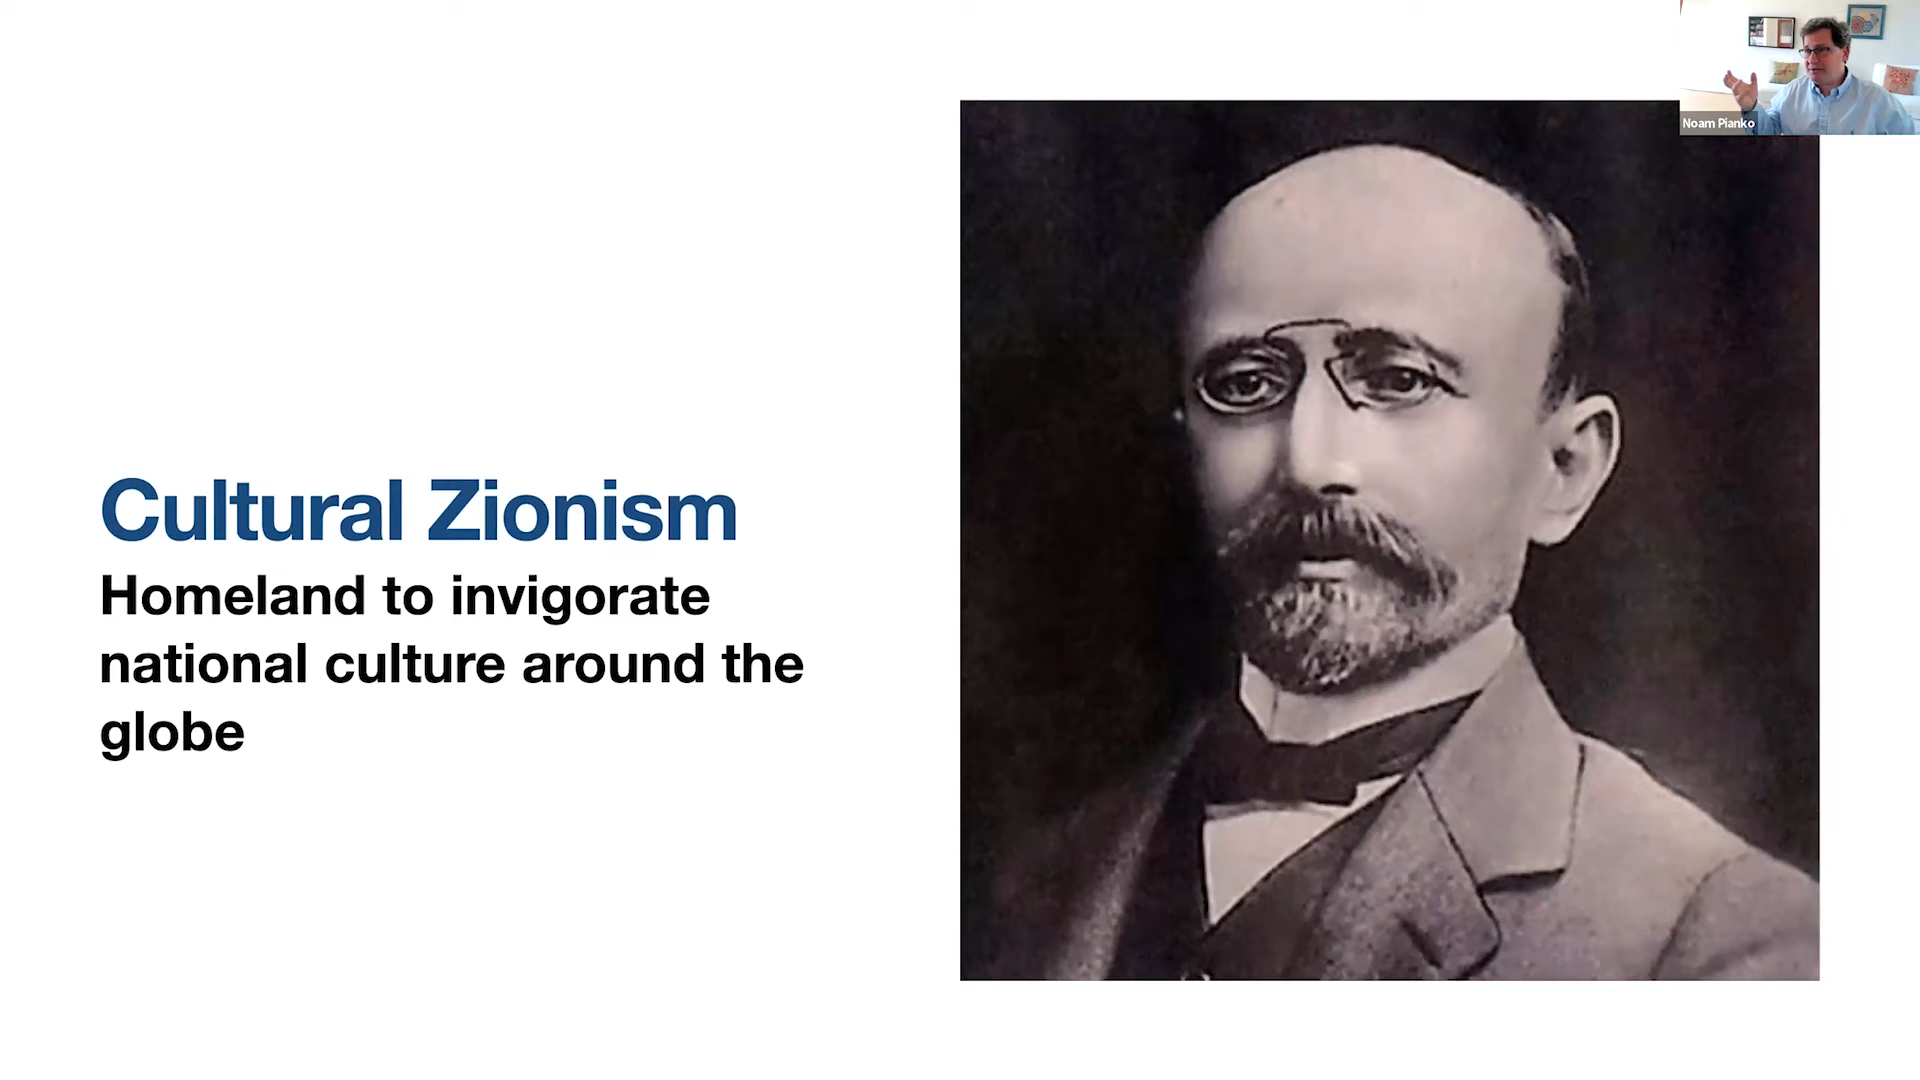 Noam Pianko
Cultural Zionism
Homeland to invigorate
national culture around the
globe